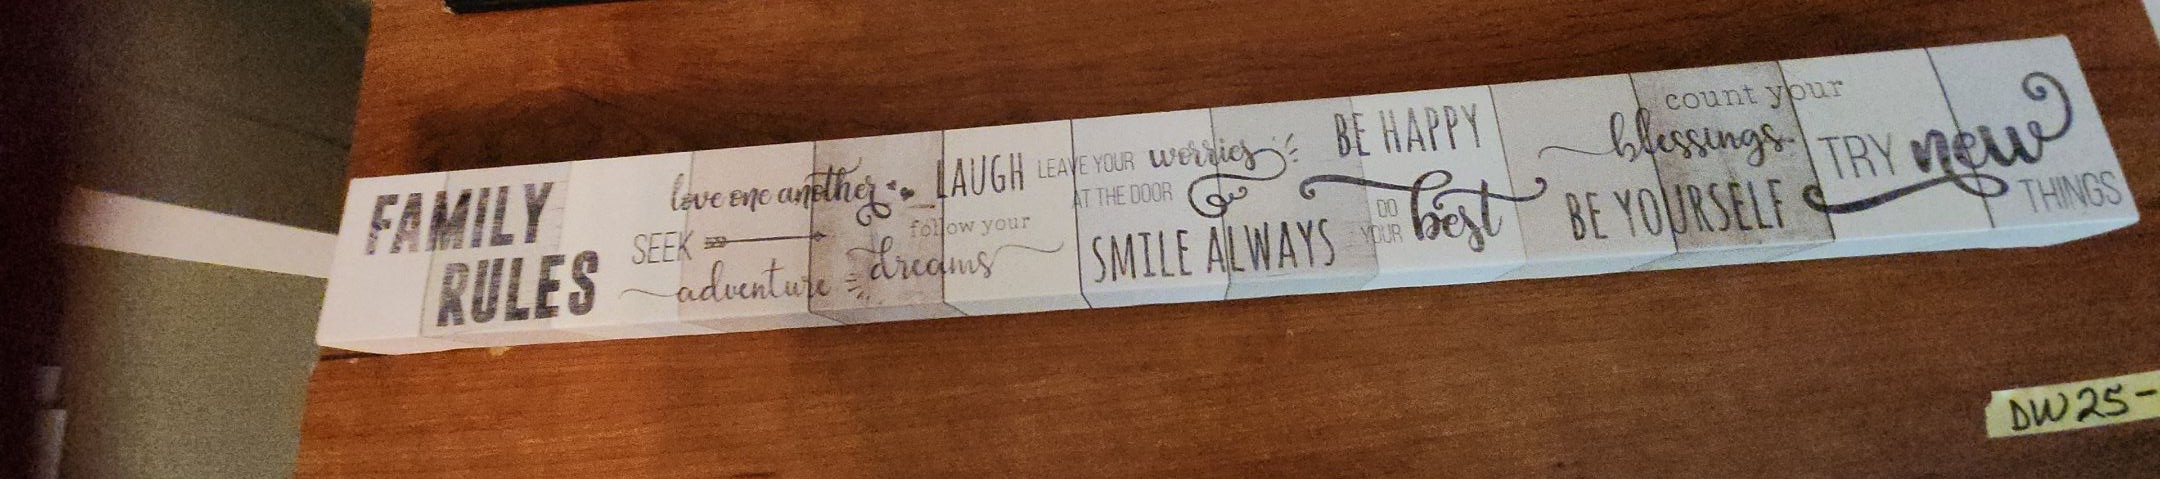 FAMILY
RULES
love one another
SEEK
adventure
LAUGH
follow your
dreams
LEAVE YOUR worries
AT THE DOOR
SMILE ALWAYS
BE HAPPY
DO
YOUR best
count your
blessings
BE YOURSELF
TRY new
THINGS
DW25-